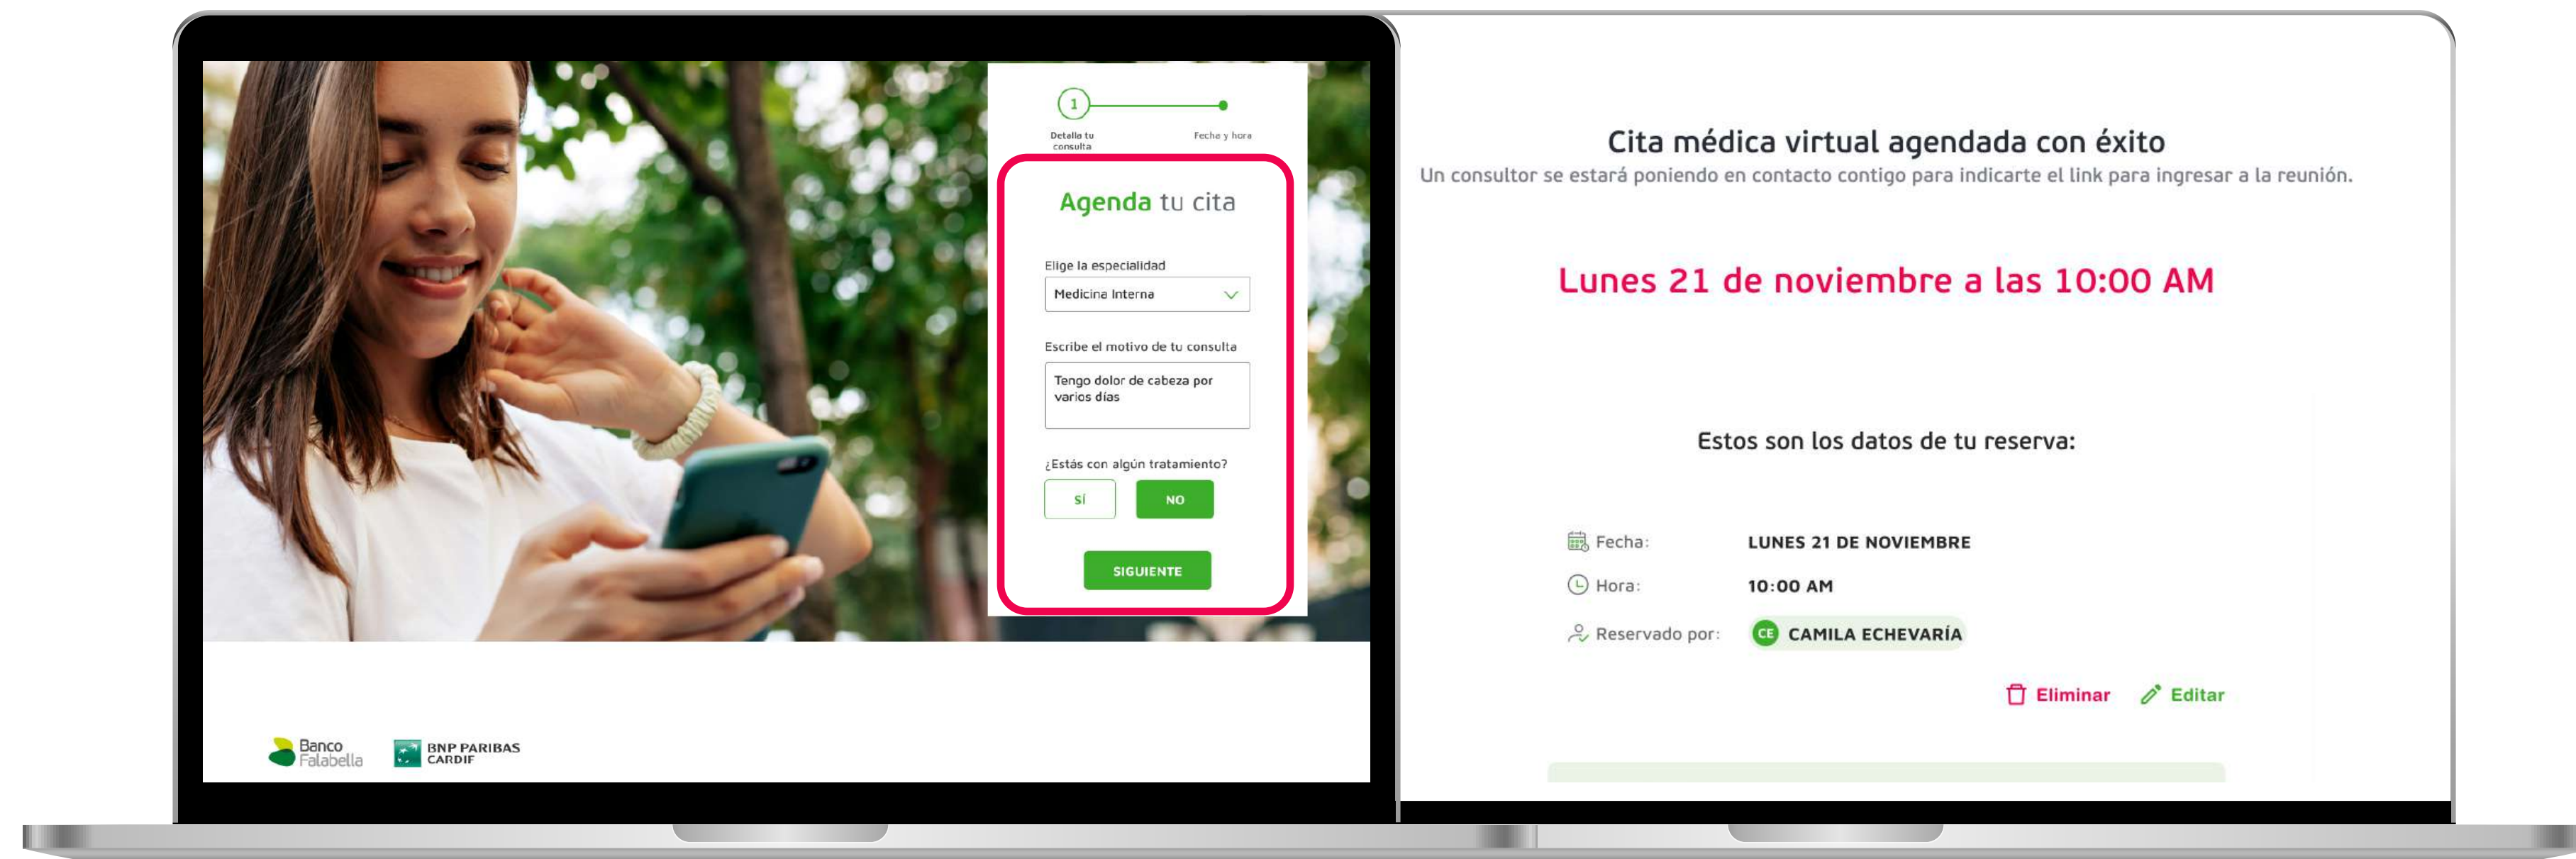 1
Detalla tu
consulta
Fecha y hora
Agenda tu cita
Elige la especialidad
Medicina Interna
Escribe el motivo de tu consulta
Tengo dolor de cabeza por
varios días
¿Estás con algún tratamiento?
SÍ NO
SIGUIENTE
Banco
Falabella
BNP PARIBAS
CARDIF
Cita médica virtual agendada con éxito
Un consultor se estará poniendo en contacto contigo para indicarte el link para ingresar a la reunión.
Lunes 21 de noviembre a las 10:00 AM
Estos son los datos de tu reserva:
Fecha: LUNES 21 DE NOVIEMBRE
Hora: 10:00 AM
Reservado por: CE CAMILA ECHEVARÍA
Eliminar Editar